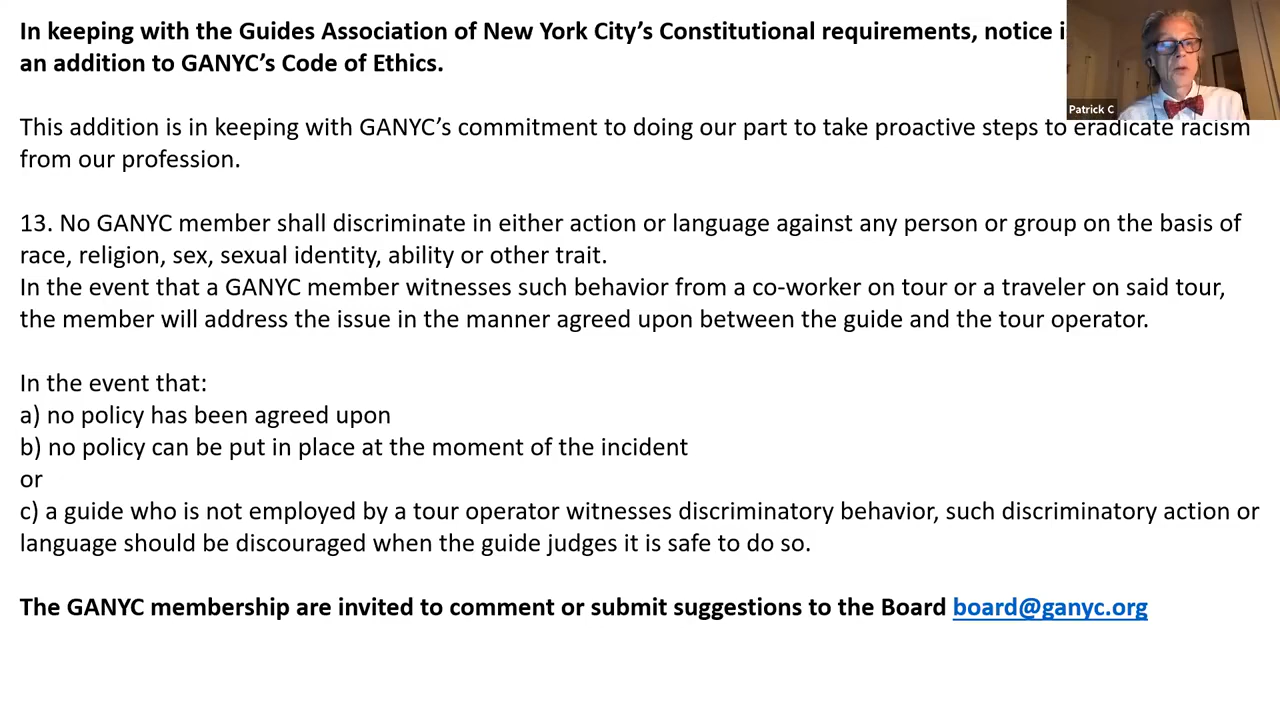 In keeping with the Guides Association of New York City’s Constitutional requirements, notice
an addition to GANYC’s Code of Ethics.
Patrick C
This addition is in keeping with GANYC’s commitment to doing our part to take proactive steps to eradicate racism
from our profession.
13. No GANYC member shall discriminate in either action or language against any person or group on the basis of
race, religion, sex, sexual identity, ability or other trait.
In the event that a GANYC member witnesses such behavior from a co-worker on tour or a traveler on said tour,
the member will address the issue in the manner agreed upon between the guide and the tour operator.
In the event that:
a) no policy has been agreed upon
b) no policy can be put in place at the moment of the incident
or
c) a guide who is not employed by a tour operator witnesses discriminatory behavior, such discriminatory action or
language should be discouraged when the guide judges it is safe to do so.
The GANYC membership are invited to comment or submit suggestions to the Board board@ganyc.org